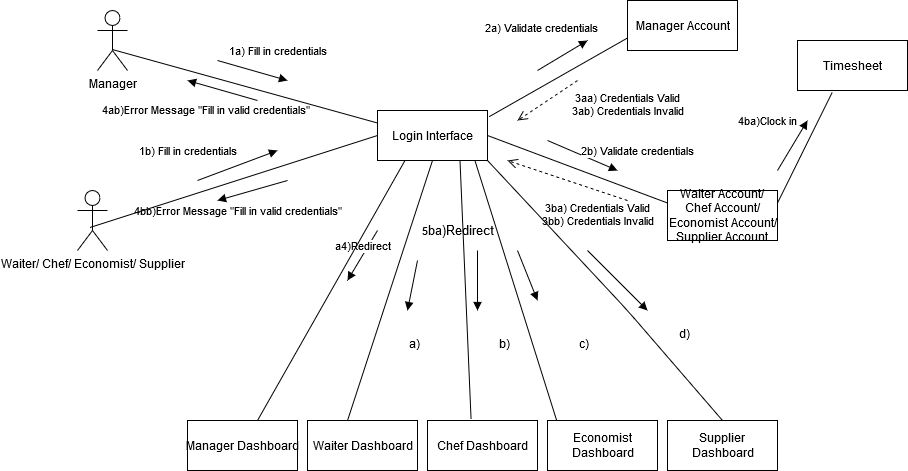 2a) Validate credentials
Manager Account
1a) Fill in credentials
Timesheet
Manager
4ab)Error Message "Fill in valid credentials"
3aa) Credentials Valid
3ab) Credentials Invalid
4ba)Clock in
Login Interface
1b) Fill in credentials
2b) Validate credentials
Waiter Account/
Chef Account/
Economist Account/
Supplier Account
4bb)Error Message "Fill in valid credentials"
3ba) Credentials Valid
3bb) Credentials Invalid
5ba)Redirect
a4)Redirect
Waiter/ Chef/ Economist/ Supplier
a)
b)
c)
d)
Manager Dashboard
Waiter Dashboard
Chef Dashboard
Economist
Dashboard
Supplier
Dashboard